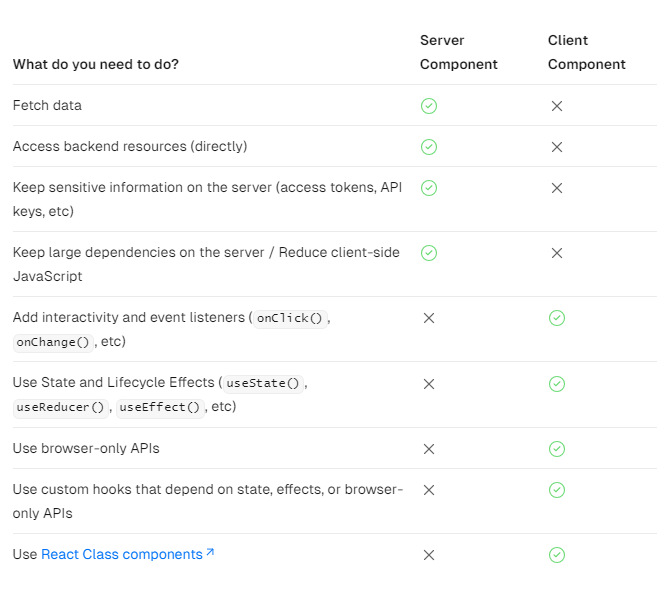 Server Client
What do you need to do? Component Component
Fetch data
Access backend resources (directly)
Keep sensitive information on the server (access tokens, API
keys, etc)
Keep large dependencies on the server / Reduce client-side
JavaScript
Add interactivity and event listeners ( onClick() ,
onChange() , etc)
Use State and Lifecycle Effects ( useState() ,
useReducer() , useEffect() , etc)
Use browser-only APIs
Use custom hooks that depend on state, effects, or browser-
only APIs
Use React Class components